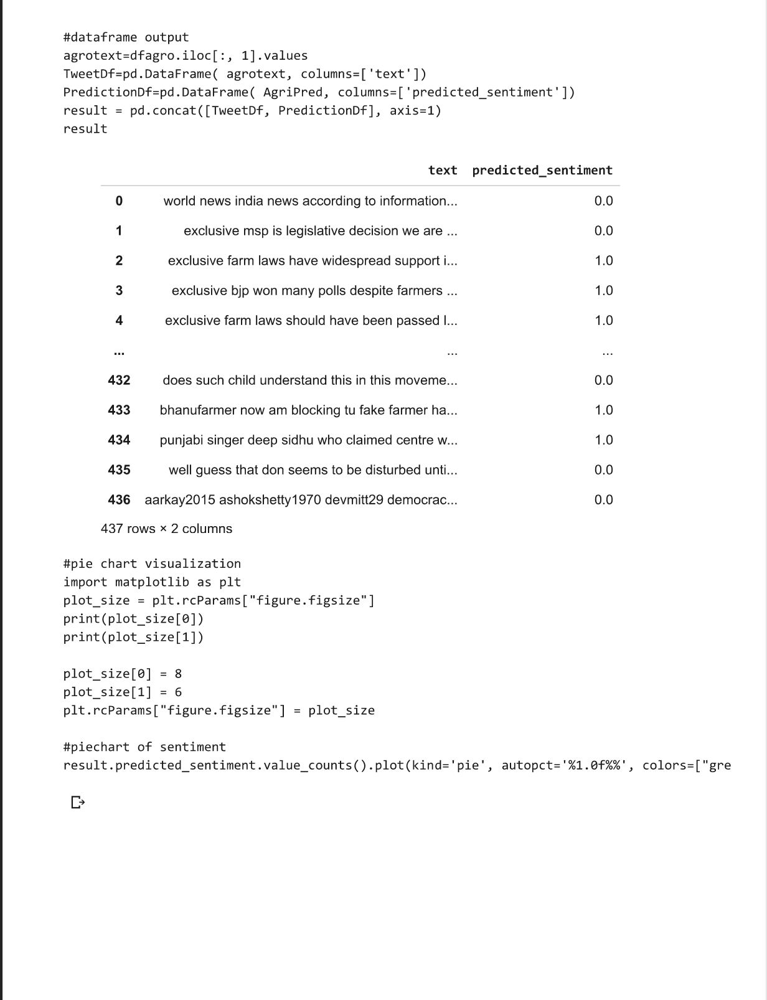 #dataframe output
agrotext=dfagro.iloc[:, 1].values
TweetDf=pd.DataFrame( agrotext, columns=['text'])
PredictionDf=pd.DataFrame( AgriPred, columns=['predicted_sentiment'])
result = pd.concat([TweetDf, PredictionDf], axis=1)
result
text predicted_sentiment
0 world news india news according to information... 0.0
1 exclusive msp is legislative decision we are ... 0.0
2 exclusive farm laws have widespread support i... 1.0
3 exclusive bjp won many polls despite farmers ... 1.0
4 exclusive farm laws should have been passed l... 1.0
... ... ...
432 does such child understand this in this moveme... 0.0
433 bhanufarmer now am blocking tu fake farmer ha... 1.0
434 punjabi singer deep sidhu who claimed centre w... 1.0
435 well guess that don seems to be disturbed unti... 0.0
436 aarkay2015 ashokshetty1970 devmitt29 democrac... 0.0
437 rows × 2 columns
#pie chart visualization
import matplotlib as plt
plot_size = plt.rcParams["figure.figsize"]
print(plot_size[0])
print(plot_size[1])
plot_size[0] = 8
plot_size[1] = 6
plt.rcParams["figure.figsize"] = plot_size
#piechart of sentiment
result.predicted_sentiment.value_counts().plot(kind='pie', autopct='%1.0f%%', colors=["gre